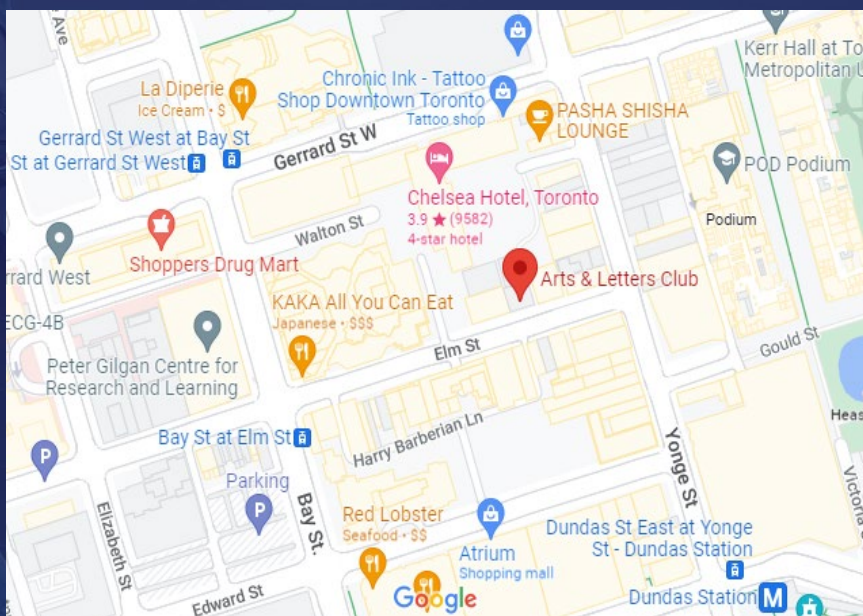 Ave
Kerr Hall at To
Metropolitan U
La Diperie
Ice Cream • $
Chronic Ink - Tattoo
Shop Downtown Toronto
Tattoo shop
PASHA SHISHA
LOUNGE
Gerrard St West at Bay St
St at Gerrard St West
Gerrard St W
POD Podium
Chelsea Hotel, Toronto
3.9 ★ (9582)
4-star hotel
Podium
Walton St
Shoppers Drug Mart
rrard West
Arts & Letters Club
KAKA All You Can Eat
Japanese • $$$
ECG-4B
Elm St
Gould St
Peter Gilgan Centre for
Research and Learning
Heas
Harry Barberian Ln
Bay St at Elm St
Yonge St
P
Parking
P
Victoria
Elizabeth St
Bay St.
Red Lobster
Seafood • $$
Atrium
Shopping mall
Dundas St East at Yonge
St - Dundas Station
Edward St
Google
Dundas Station
M